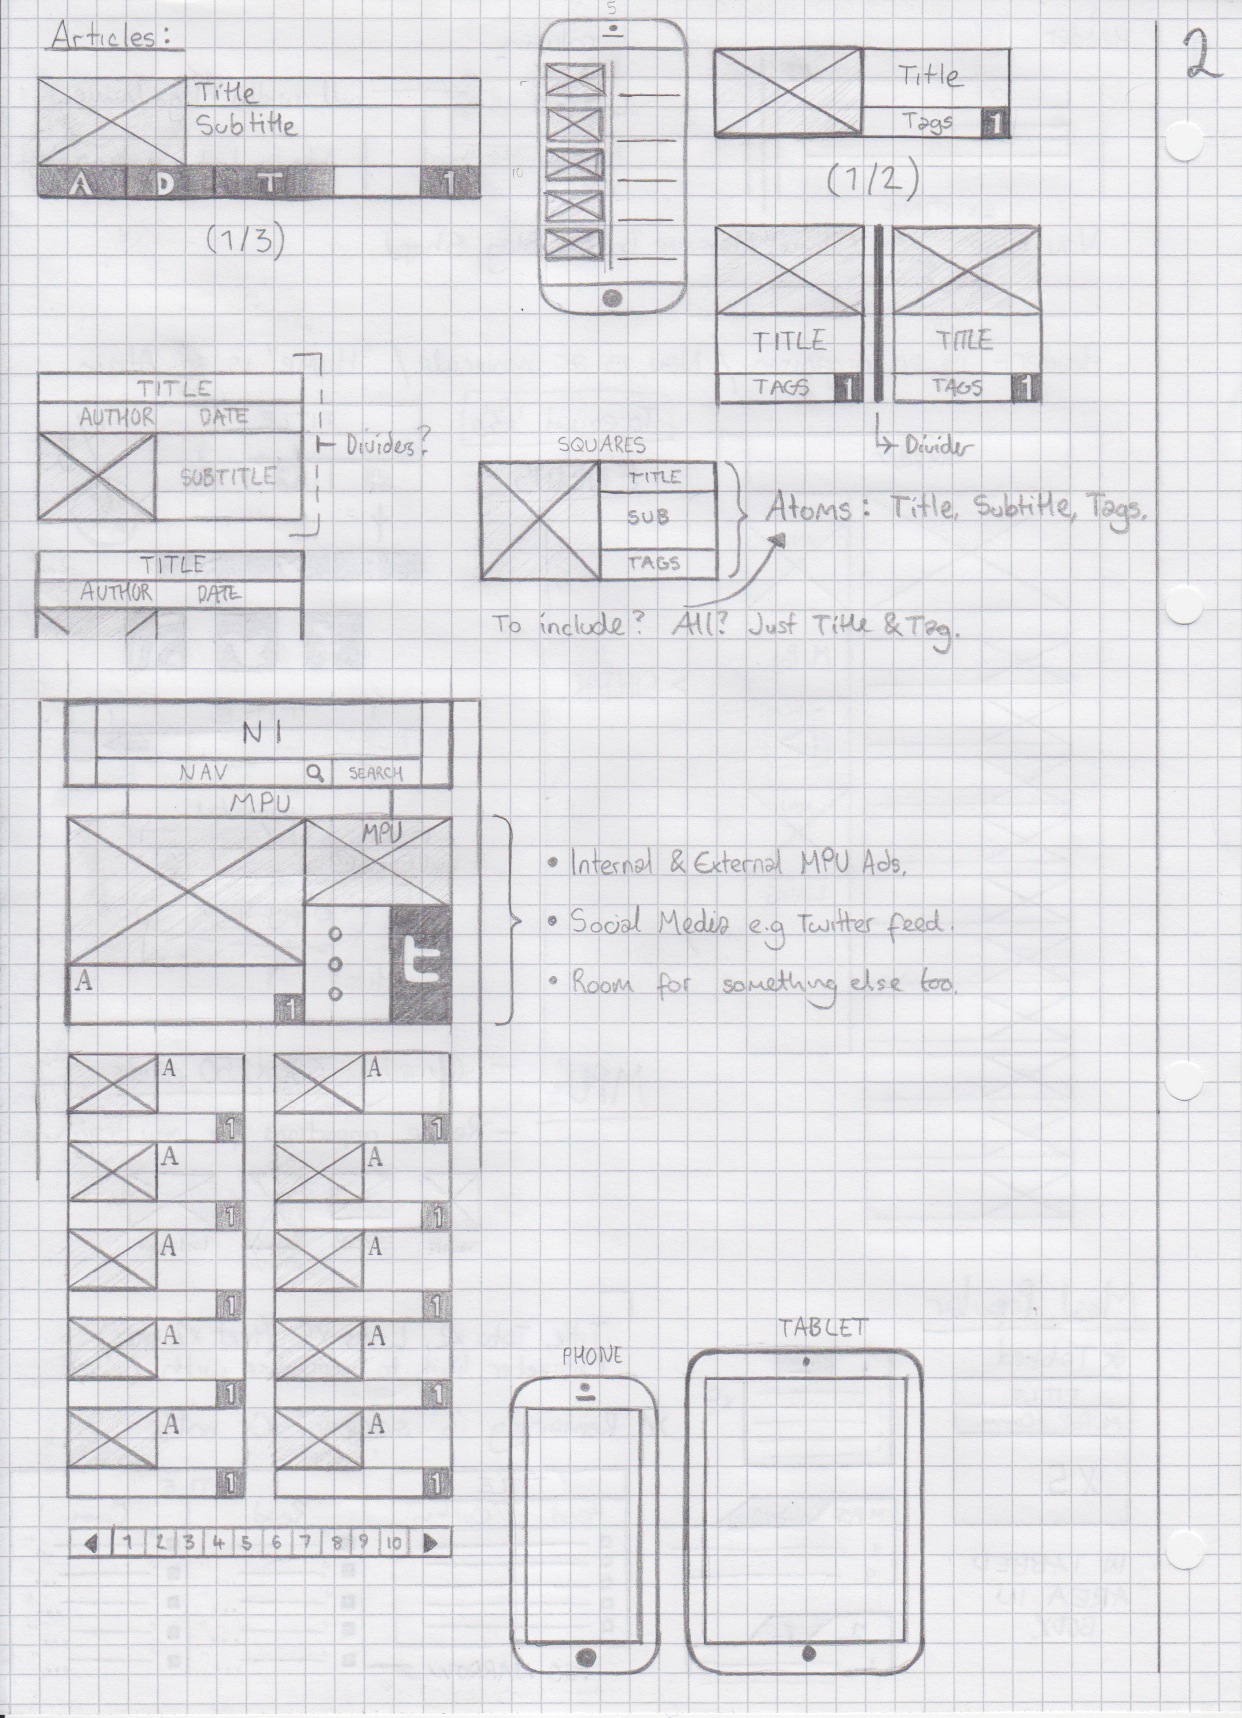 2
Articles:
Title
Subtitle
A D T 1
(1/3)
5
10
Title
Tags 1
(1/2)
TITLE
TAGS 1
TITLE
TAGS 1
Divider
TITLE
AUTHOR DATE
SUBTITLE
Divides?
TITLE
AUTHOR DATE
SQUARES
TITLE
SUB
TAGS
Atoms: Title, Subtitle, Tags.
To include? All? Just Title & Tag.
NI
NAV SEARCH
MPU
MPU
A
1
t
• Internal & External MPU Ads.
• Social Media e.g Twitter feed.
• Room for something else too.
A A
1 1
A A
1 1
A A
1 1
A A
1 1
A A
1 1
1 2 3 4 5 6 7 8 9 10
PHONE
TABLET